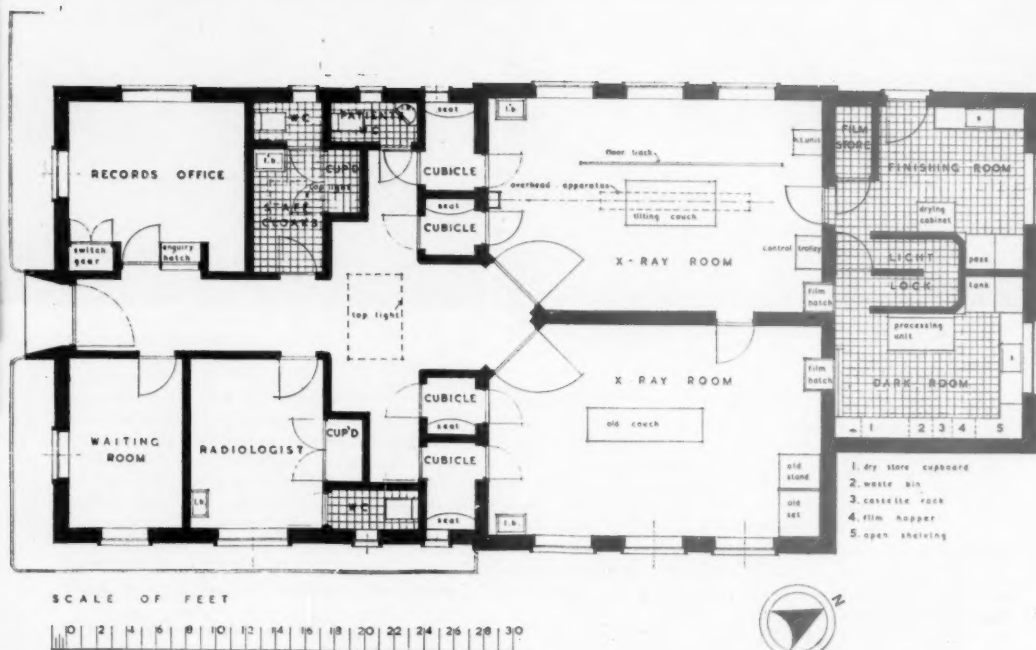 RECORDS OFFICE
switch
gear
enquiry
hatch
W C
l.b.
CUP'D
top light
STAFF
CLOAKS
PATIENTS
W C
seat
CUBICLE
seat
CUBICLE
top light
l.b.
floor track
overhead apparatus
tilting couch
X-RAY ROOM
h.t.unit
control trolley
film
hatch
FILM
STORE
s
FINISHING ROOM
drying
cabinet
LIGHT
LOCK
pass
tank
processing
unit
s
DARK ROOM
1 2 3 4 5
WAITING
ROOM
RADIOLOGIST
l.b.
CUP'D
W C
CUBICLE
seat
CUBICLE
seat
X-RAY ROOM
old couch
film
hatch
old
stand
old
set
l.b.
1. dry store cupboard
2. waste bin
3. cassette rack
4. film hopper
5. open shelving
SCALE OF FEET
0 2 4 6 8 10 12 14 16 18 20 22 24 26 28 30
N